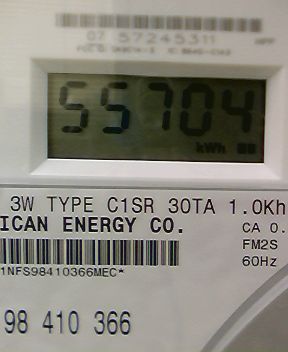 07 57245311
55704
kWh
3W TYPE C1SR 30TA 1.0Kh
ICAN ENERGY CO. CA 0.
FM2S
1NFS98410366MEC* 60Hz
98 410 366